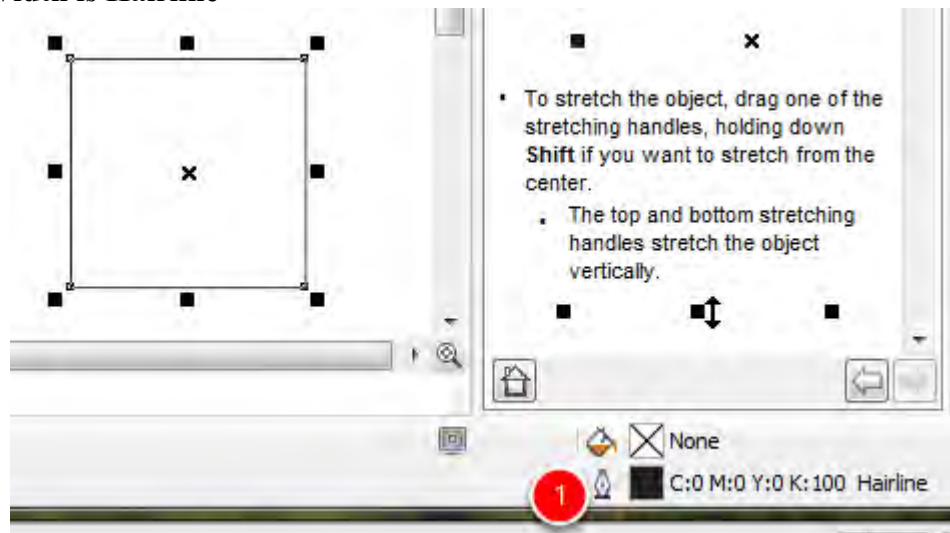 • To stretch the object, drag one of the
stretching handles, holding down
Shift if you want to stretch from the
center.
• The top and bottom stretching
handles stretch the object
vertically.
None
1
C:0 M:0 Y:0 K:100 Hairline